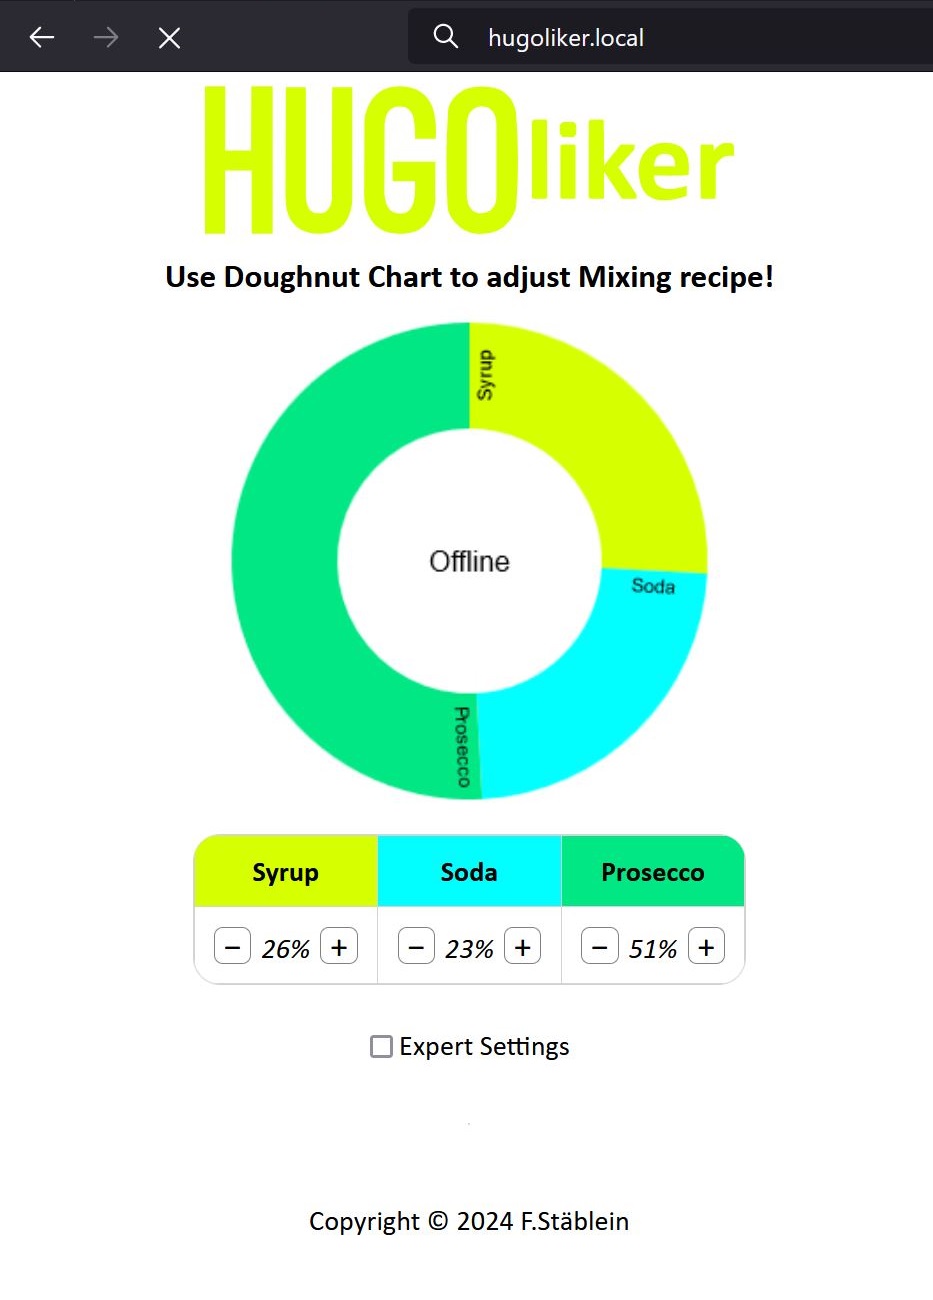 hugoliker.local
HUGOliker
Use Doughnut Chart to adjust Mixing recipe!
Syrup
Offline
Soda
Prosecco
Syrup Soda Prosecco
− 26% + − 23% + − 51% +
Expert Settings
Copyright © 2024 F.Stäblein